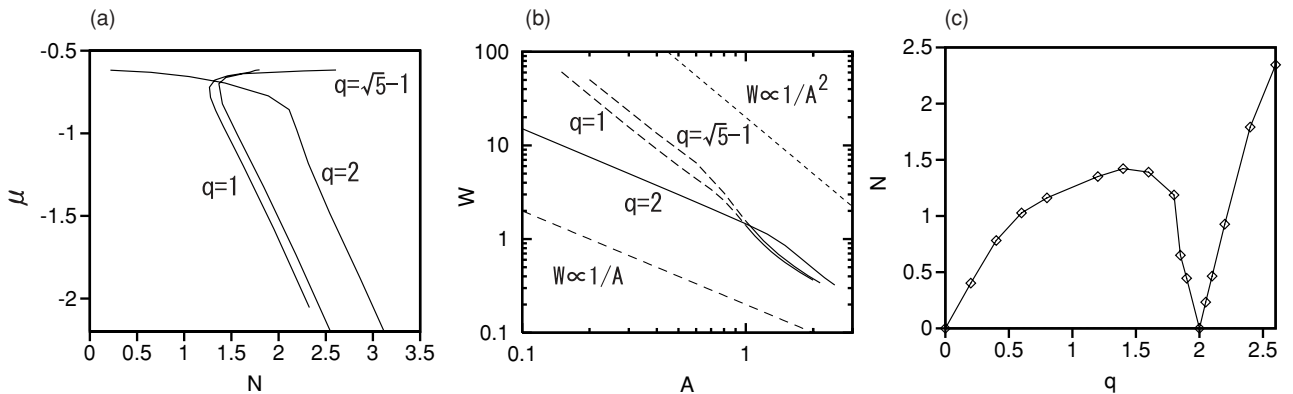 (a)
-0.5
-1
-1.5
-2
μ
0 0.5 1 1.5 2 2.5 3 3.5
N
q=√5-1
q=1
q=2
(b)
100
10
1
0.1
W
0.1 1
A
W∝1/A²
q=1
q=√5-1
q=2
W∝1/A
(c)
2.5
2
1.5
1
0.5
0
N
0 0.5 1 1.5 2 2.5
q